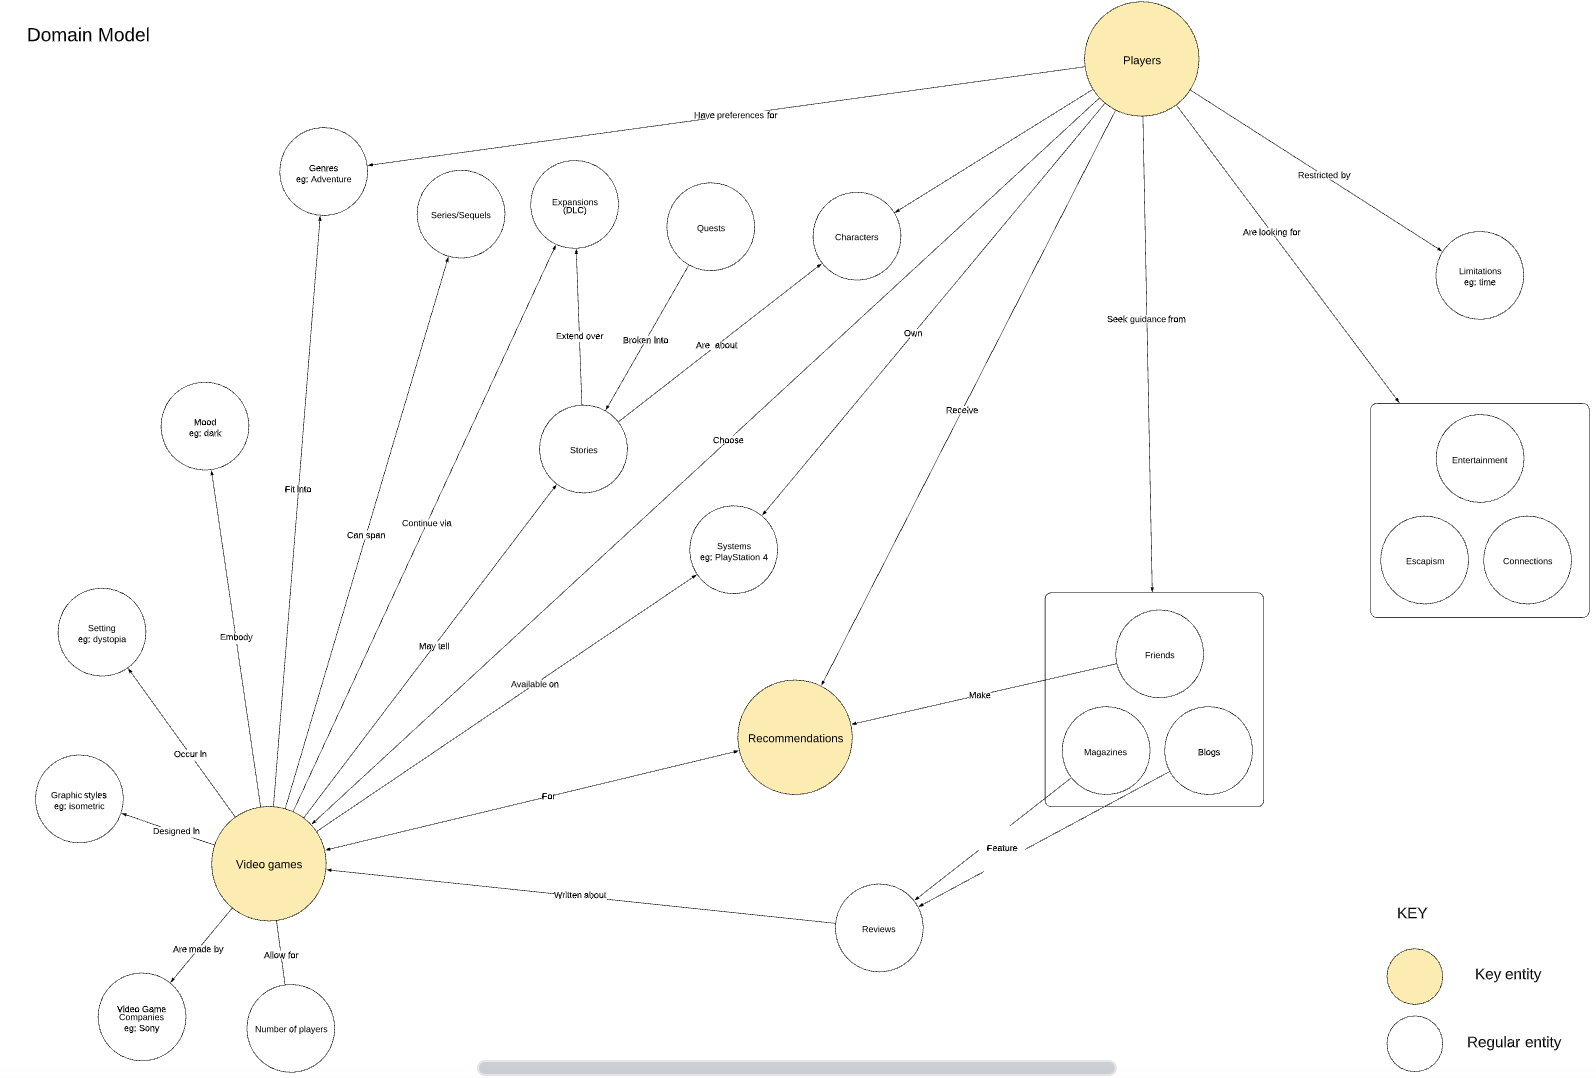 Domain Model
Players
Have preferences for
Genres
eg: Adventure
Series/Sequels
Expansions
(DLC)
Quests
Characters
Restricted by
Are looking for
Limitations
eg: time
Seek guidance from
Own
Extend over
Broken Into
Are about
Receive
Mood
eg: dark
Choose
Stories
Entertainment
Escapism
Connections
Fit Into
Can span
Continue via
Systems
eg: PlayStation 4
Setting
eg: dystopia
Embody
May tell
Available on
Friends
Make
Magazines
Blogs
Recommendations
Occur In
Graphic styles
eg: isometric
For
Designed In
Video games
Feature
Written about
Reviews
Are made by
Allow for
Video Game
Companies
eg: Sony
Number of players
KEY
Key entity
Regular entity